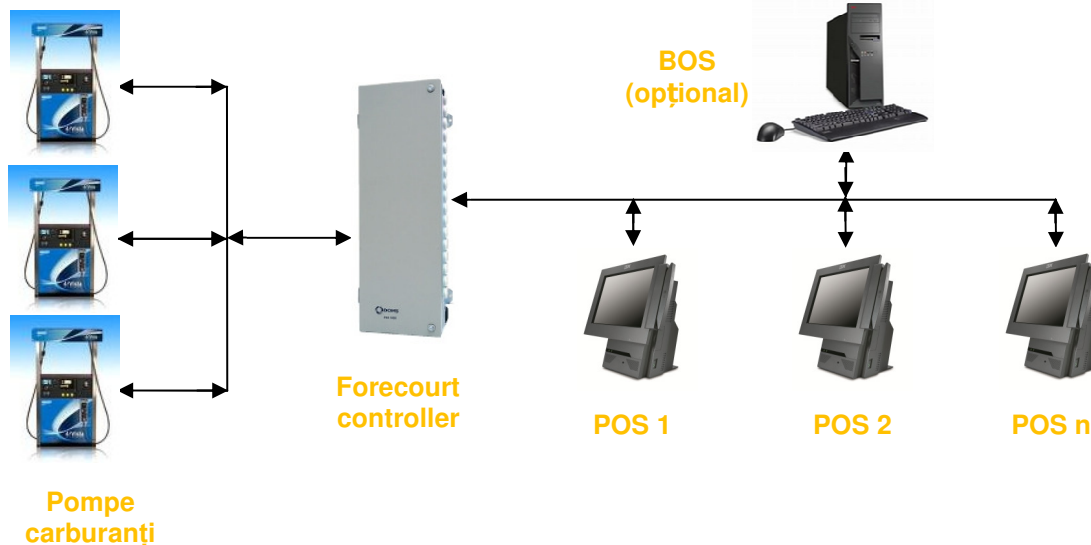 BOS
(opțional)
Forecourt
controller
POS 1
POS 2
POS n
Pompe
carburanți